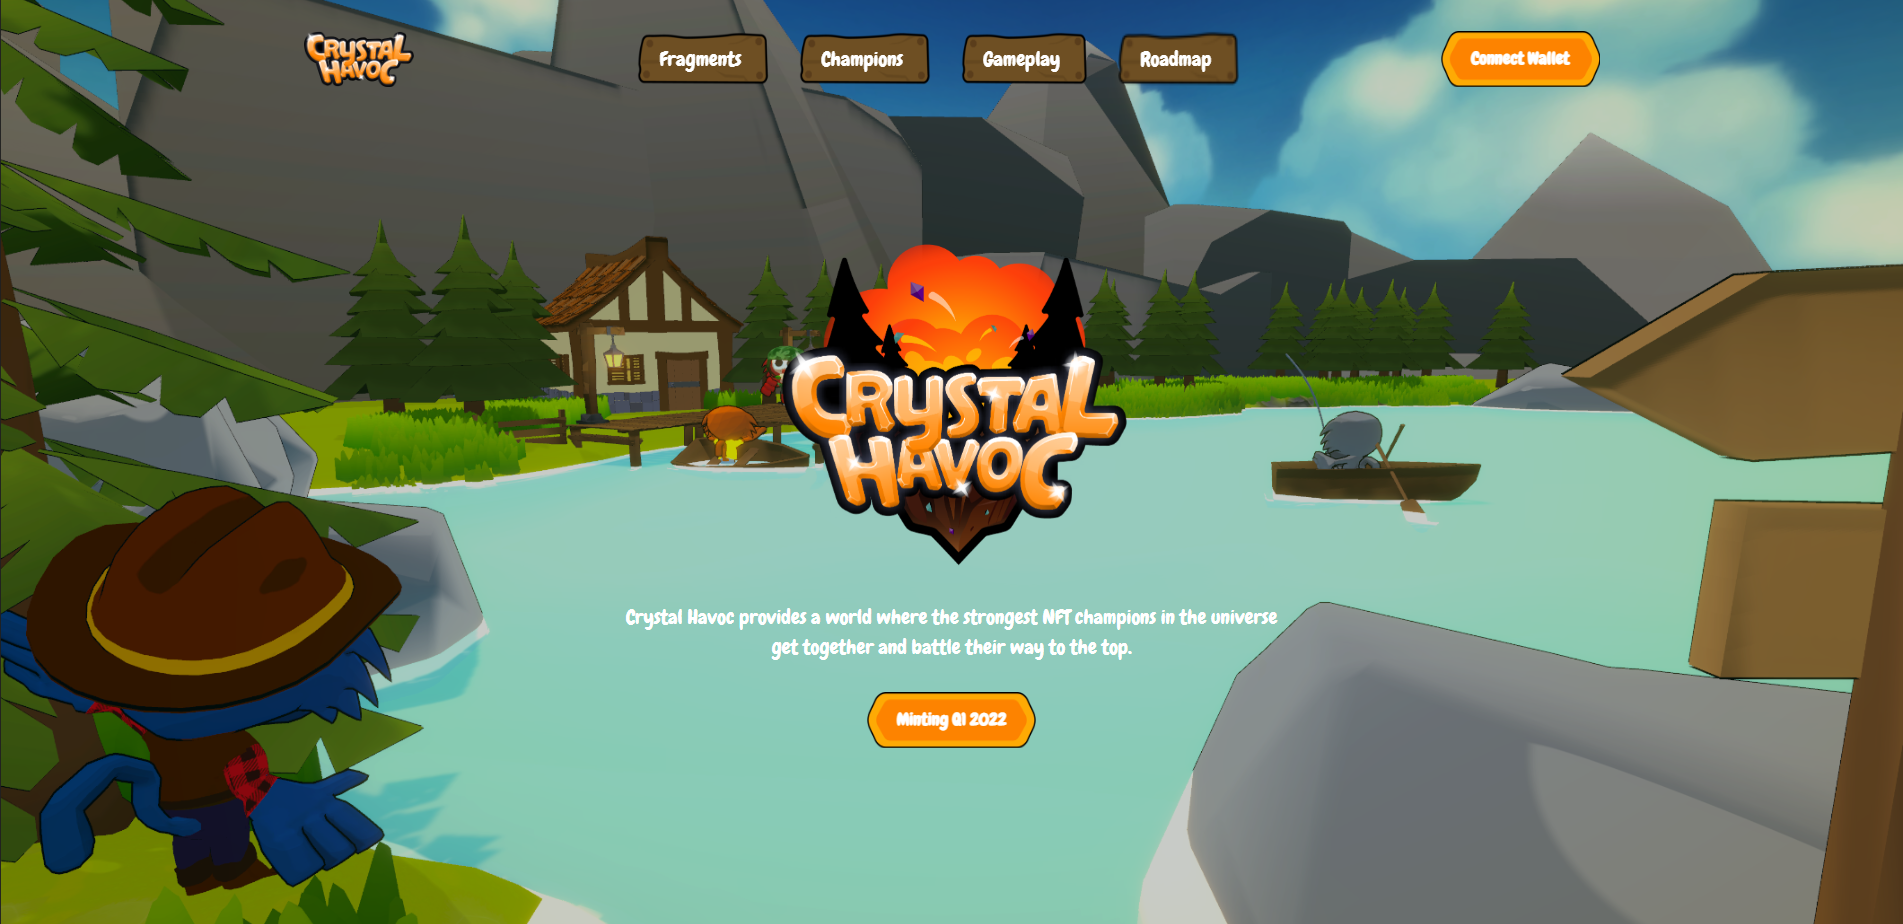 CRYSTAL
HAVOC
Fragments
Champions
Gameplay
Roadmap
Connect Wallet
CRYSTAL
HAVOC
Crystal Havoc provides a world where the strongest NFT champions in the universe
get together and battle their way to the top.
Minting Q1 2022